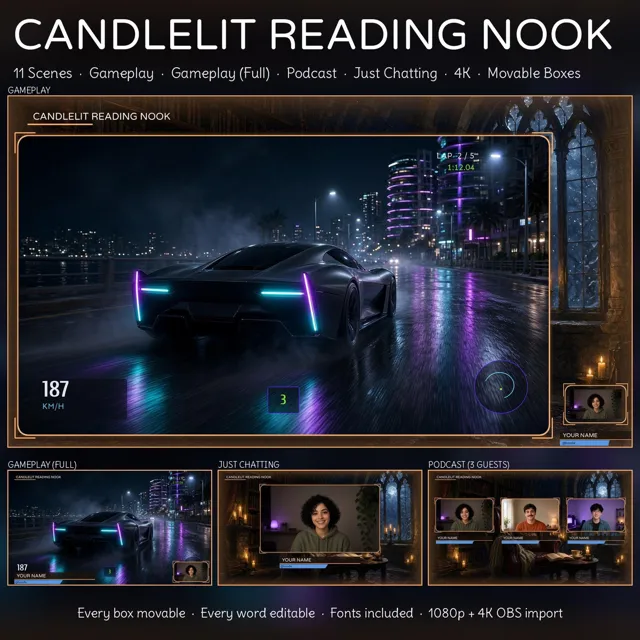 CANDLELIT READING NOOK
11 Scenes · Gameplay · Gameplay (Full) · Podcast · Just Chatting · 4K · Movable Boxes
GAMEPLAY
CANDLELIT READING NOOK
LAP 2 / 5
1:12.04
187
KM/H
3
YOUR NAME
GAMEPLAY (FULL)
CANDLELIT READING NOOK
187
YOUR NAME
JUST CHATTING
CANDLELIT READING NOOK
YOUR NAME
PODCAST (3 GUESTS)
CANDLELIT READING NOOK
YOUR NAME
YOUR NAME
YOUR NAME
Every box movable · Every word editable · Fonts included · 1080p + 4K OBS import